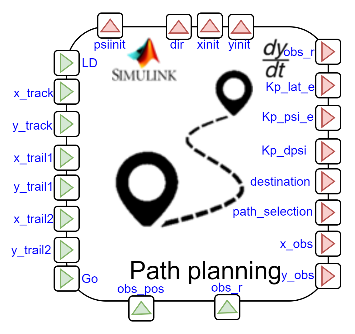 psiinit
dir
xinit
yinit
LD
x_track
y_track
x_trail1
y_trail1
x_trail2
y_trail2
Go
SIMULINK
dy
dt
obs_r
Kp_lat_e
Kp_psi_e
Kp_dpsi
destination
path_selection
x_obs
y_obs
Path planning
obs_pos
obs_r